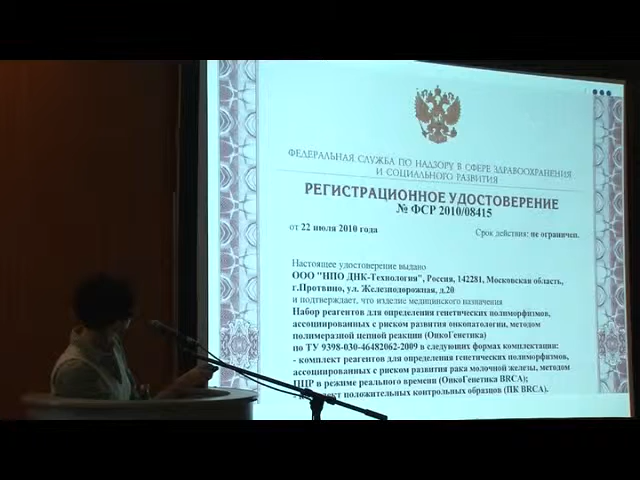 ФЕДЕРАЛЬНАЯ СЛУЖБА ПО НАДЗОРУ В СФЕРЕ ЗДРАВООХРАНЕНИЯ
И СОЦИАЛЬНОГО РАЗВИТИЯ
РЕГИСТРАЦИОННОЕ УДОСТОВЕРЕНИЕ
№ ФСР 2010/08415
от 22 июля 2010 года
Срок действия: не ограничен.
Настоящее удостоверение выдано
ООО "НПО ДНК-Технология", Россия, 142281, Московская область,
г.Протвино, ул. Железнодорожная, д.20
и подтверждает, что изделие медицинского назначения
Набор реагентов для определения генетических полиморфизмов,
ассоциированных с риском развития онкопатологии, методом
полимеразной цепной реакции (ОнкоГенетика)
по ТУ 9398-030-46482062-2009 в следующих формах комплектации:
- комплект реагентов для определения генетических полиморфизмов,
ассоциированных с риском развития рака молочной железы, методом
ПЦР в режиме реального времени (ОнкоГенетика BRCA);
положительных контрольных образцов (ПК BRCA).